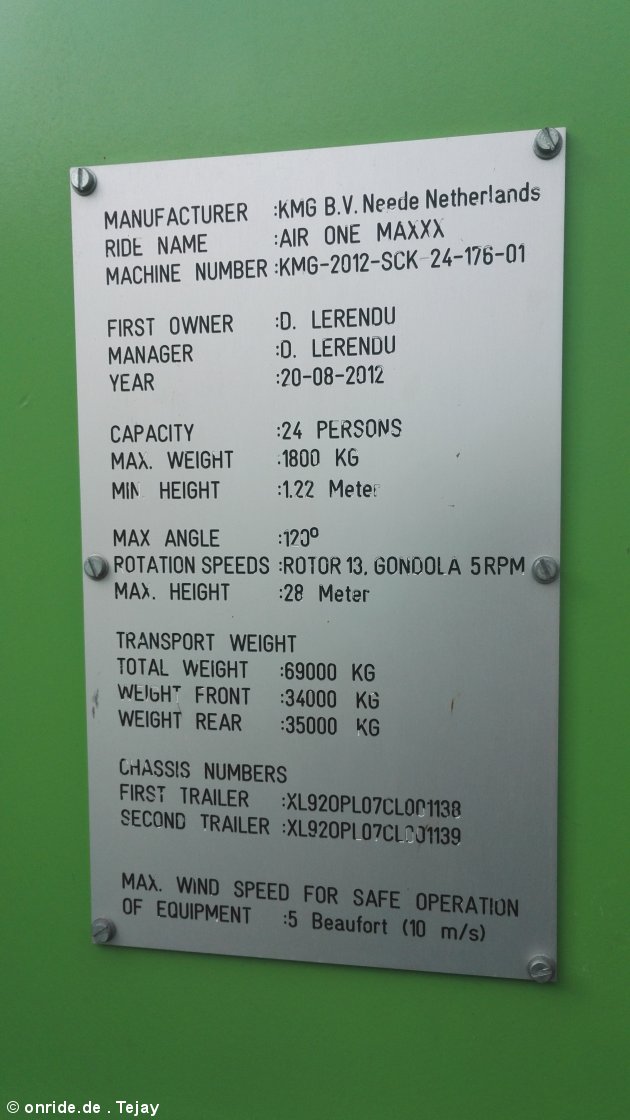 MANUFACTURER :KMG B.V. Neede Netherlands
RIDE NAME :AIR ONE MAXXX
MACHINE NUMBER :KMG-2012-SCK-24-176-01
FIRST OWNER :D. LERENDU
MANAGER :D. LERENDU
YEAR :20-08-2012
CAPACITY :24 PERSONS
MAX. WEIGHT :1800 KG
MIN. HEIGHT :1.22 Meter
MAX ANGLE :120°
ROTATION SPEEDS :ROTOR 13, GONDOLA 5 RPM
MAX. HEIGHT :28 Meter
TRANSPORT WEIGHT
TOTAL WEIGHT :69000 KG
WEIGHT FRONT :34000 KG
WEIGHT REAR :35000 KG
CHASSIS NUMBERS
FIRST TRAILER :XL920PL07CL001138
SECOND TRAILER :XL920PL07CL001139
MAX. WIND SPEED FOR SAFE OPERATION
OF EQUIPMENT :5 Beaufort (10 m/s)
© onride.de . Tejay